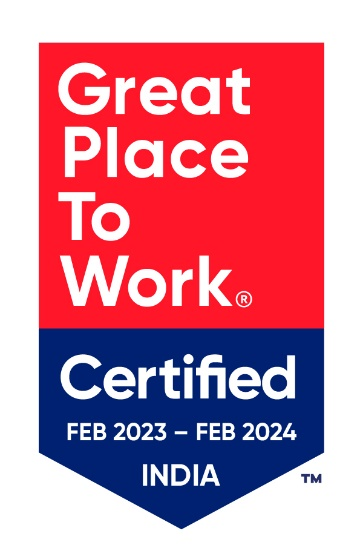 Great
Place
To
Work®
Certified
FEB 2023 – FEB 2024
INDIA
™